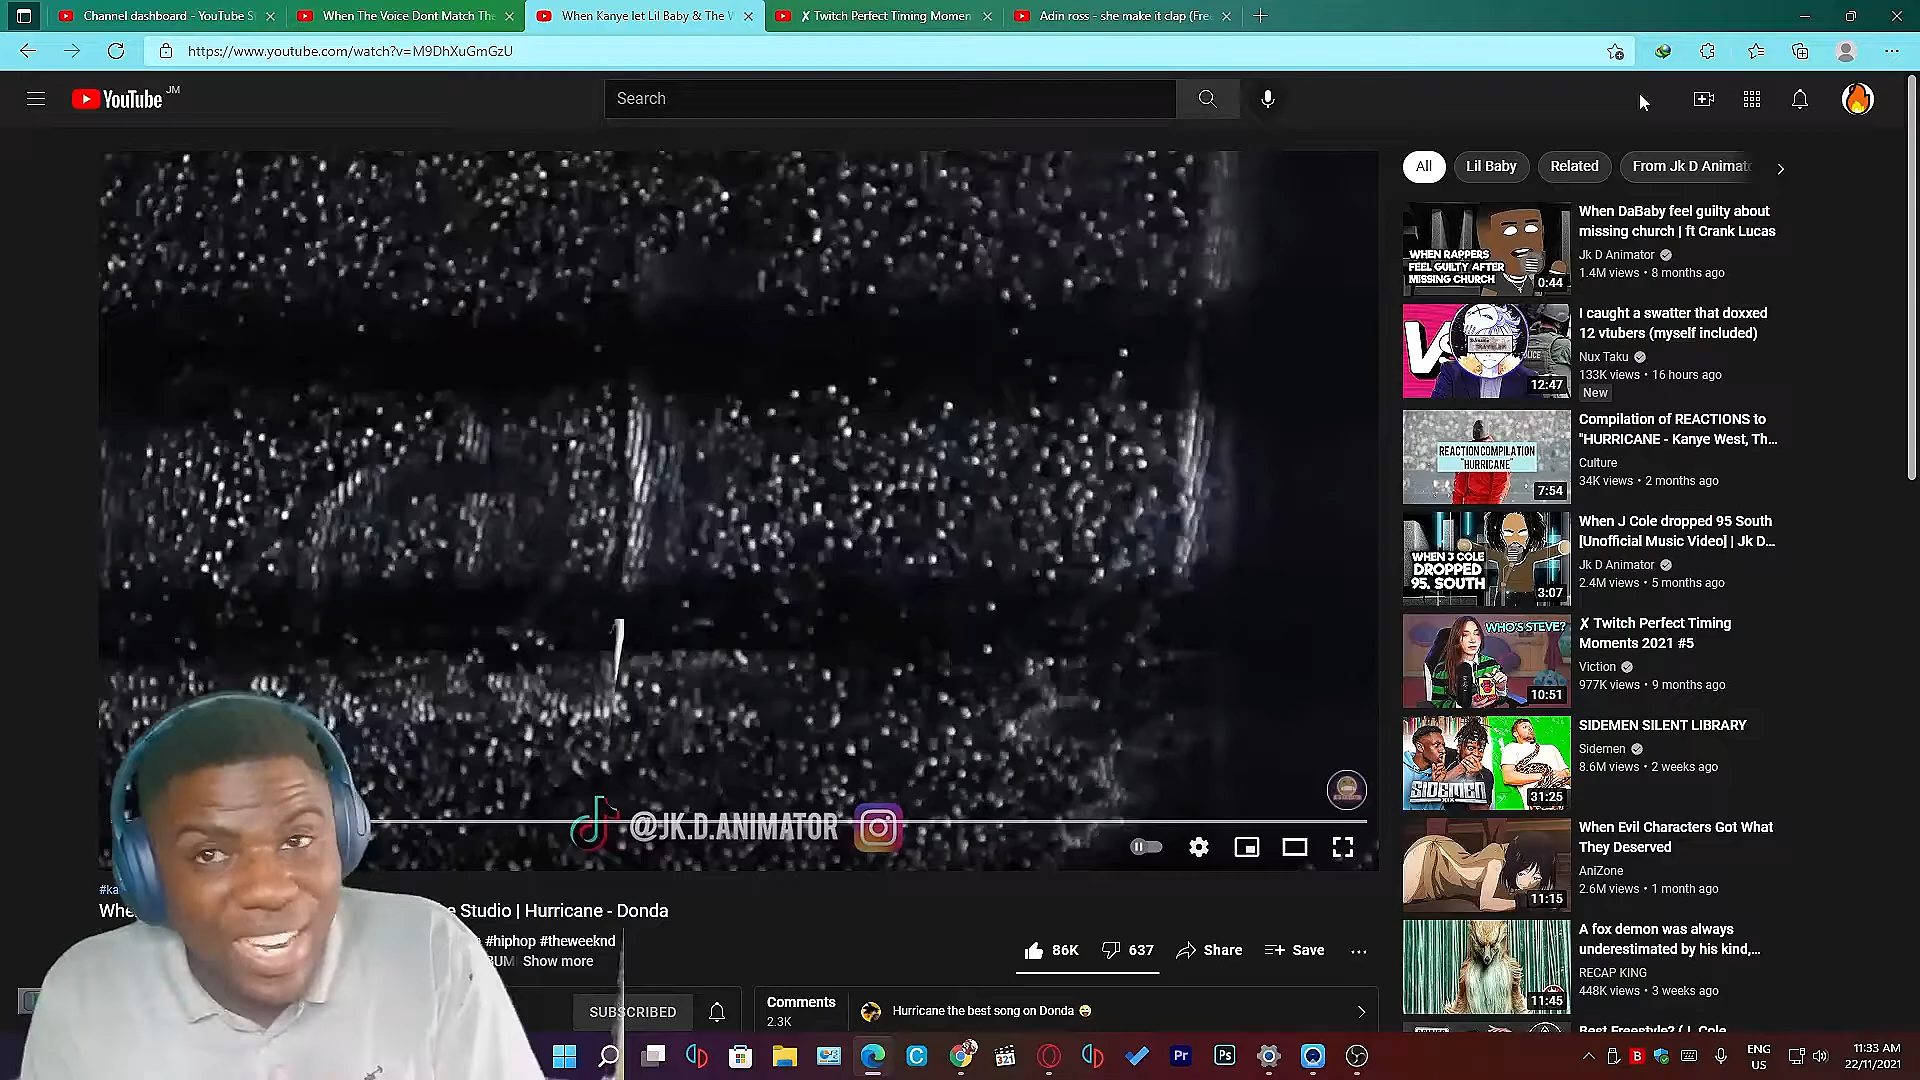 Channel dashboard - YouTube St
When The Voice Dont Match The
When Kanye let Lil Baby & The W
✗ Twitch Perfect Timing Momen
Adin ross - she make it clap (Fre
https://www.youtube.com/watch?v=M9DhXuGmGzU
YouTube JM
Search
All
Lil Baby
Related
From Jk D Animato
When DaBaby feel guilty about
missing church | ft Crank Lucas
Jk D Animator
1.4M views • 8 months ago
WHEN RAPPERS
FEEL GUILTY AFTER
MISSING CHURCH
0:44
I caught a swatter that doxxed
12 vtubers (myself included)
Nux Taku
133K views • 16 hours ago
New
12:47
Compilation of REACTIONS to
"HURRICANE - Kanye West, Th...
Culture
34K views • 2 months ago
REACTION COMPILATION
"HURRICANE"
7:54
When J Cole dropped 95 South
[Unofficial Music Video] | Jk D...
Jk D Animator
2.4M views • 5 months ago
WHEN J COLE
DROPPED
95. SOUTH
3:07
✗ Twitch Perfect Timing
Moments 2021 #5
Viction
977K views • 9 months ago
WHO'S STEVE?
10:51
SIDEMEN SILENT LIBRARY
Sidemen
8.6M views • 2 weeks ago
SIDEMEN
31:25
When Evil Characters Got What
They Deserved
AniZone
2.6M views • 1 month ago
11:15
A fox demon was always
underestimated by his kind,...
RECAP KING
448K views • 3 weeks ago
11:45
Best Freestyle? ( J. Cole
@JK.D.ANIMATOR
#ka
Whe
e Studio | Hurricane - Donda
#hiphop #theweeknd
BUM
Show more
86K
637
Share
Save
SUBSCRIBED
Comments
2.3K
Hurricane the best song on Donda 😀
321
Pr
Ps
B
ENG
US
11:33 AM
22/11/2021